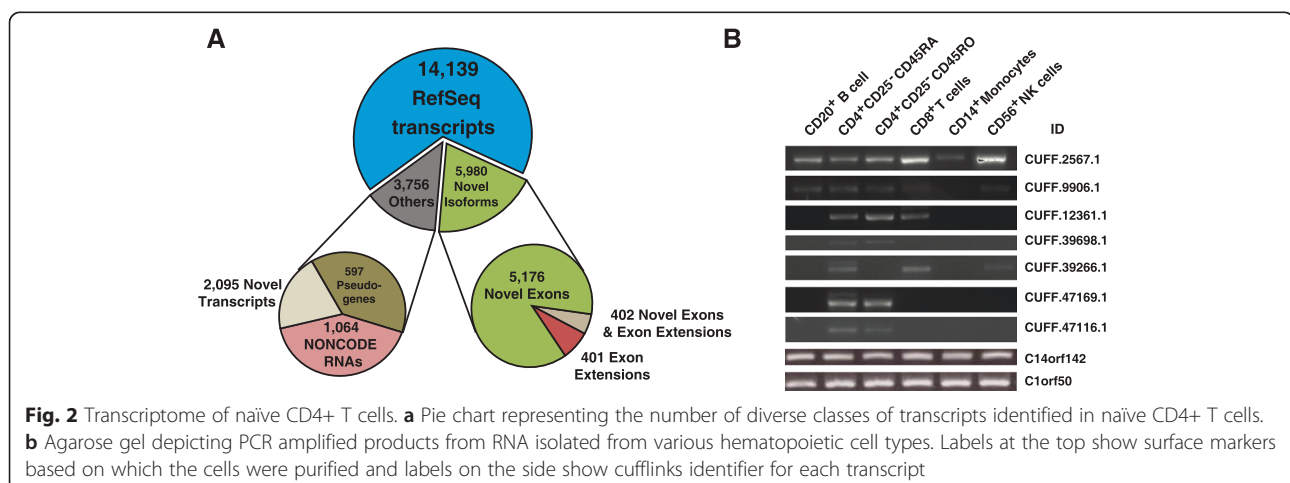 A
14,139
RefSeq
transcripts
3,756
Others
5,980
Novel
Isoforms
2,095 Novel
Transcripts
597
Pseudo-
genes
1,064
NONCODE
RNAs
5,176
Novel Exons
402 Novel Exons
& Exon Extensions
401 Exon
Extensions
B
CD20+ B cell
CD4+CD25-CD45RA
CD4+CD25-CD45RO
CD8+T cells
CD14+Monocytes
CD56+NK cells
ID
CUFF.2567.1
CUFF.9906.1
CUFF.12361.1
CUFF.39698.1
CUFF.39266.1
CUFF.47169.1
CUFF.47116.1
C14orf142
C1orf50
Fig. 2 Transcriptome of naïve CD4+ T cells. a Pie chart representing the number of diverse classes of transcripts identified in naïve CD4+ T cells.
b Agarose gel depicting PCR amplified products from RNA isolated from various hematopoietic cell types. Labels at the top show surface markers
based on which the cells were purified and labels on the side show cufflinks identifier for each transcript